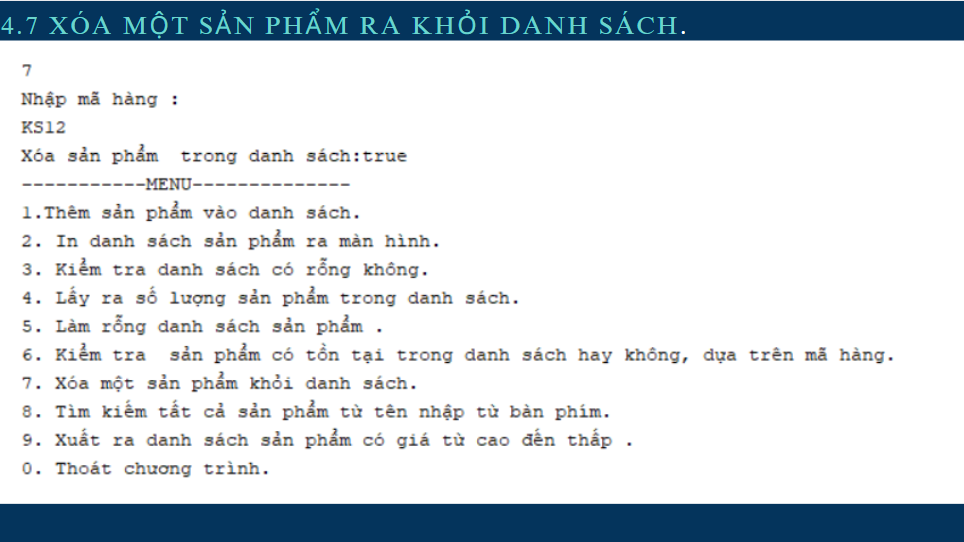 4.7 XÓA MỘT SẢN PHẨM RA KHỎI DANH SÁCH.
7
Nhập mã hàng :
KS12
Xóa sản phẩm  trong danh sách:true
-----------MENU--------------
1.Thêm sản phẩm vào danh sách.
2. In danh sách sản phẩm ra màn hình.
3. Kiểm tra danh sách có rỗng không.
4. Lấy ra số lượng sản phẩm trong danh sách.
5. Làm rỗng danh sách sản phẩm .
6. Kiểm tra  sản phẩm có tồn tại trong danh sách hay không, dựa trên mã hàng.
7. Xóa một sản phẩm khỏi danh sách.
8. Tìm kiếm tất cả sản phẩm từ tên nhập từ bàn phím.
9. Xuất ra danh sách sản phẩm có giá từ cao đến thấp .
0. Thoát chương trình.